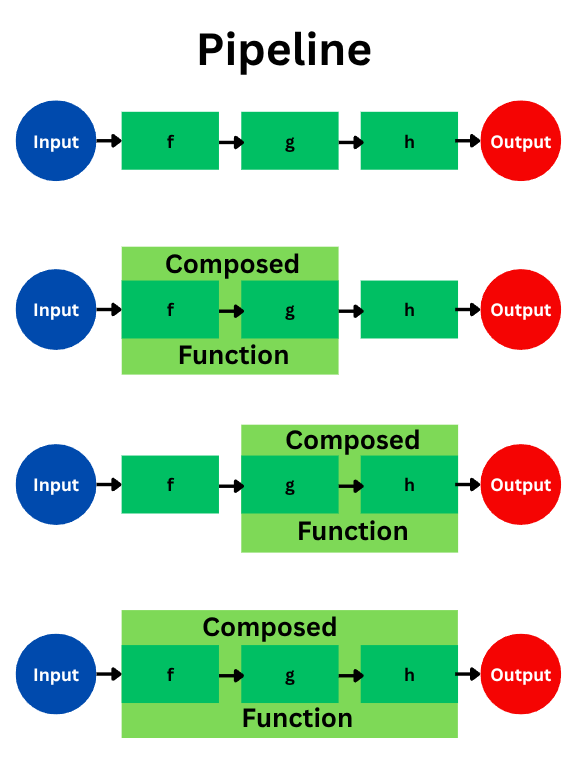 Pipeline
Input f g h Output
Composed
Input f g h Output
Function
Composed
Input f g h Output
Function
Composed
Input f g h Output
Function